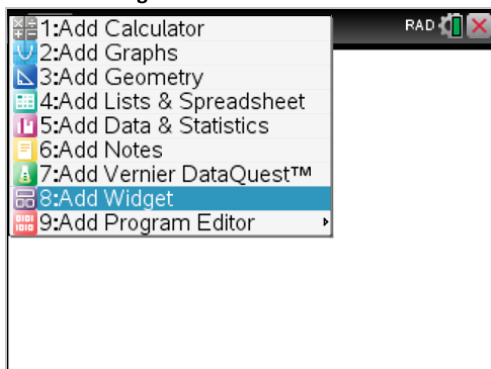 1:Add Calculator
RAD
2:Add Graphs
3:Add Geometry
4:Add Lists & Spreadsheet
5:Add Data & Statistics
6:Add Notes
7:Add Vernier DataQuest™
8:Add Widget
9:Add Program Editor